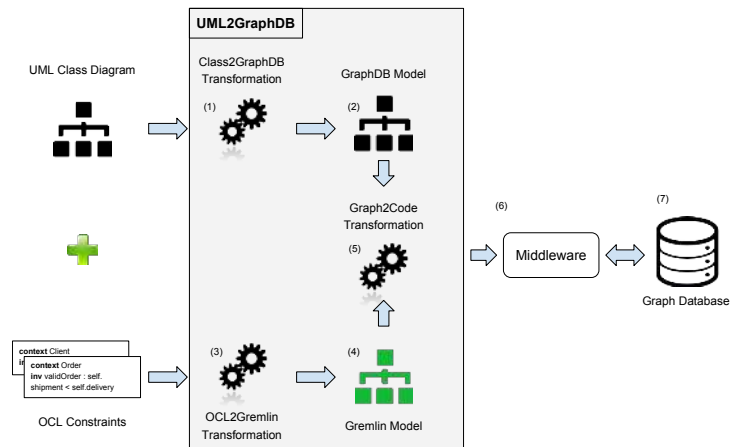 UML2GraphDB
UML Class Diagram
Class2GraphDB
Transformation
(1)
GraphDB Model
(2)
Graph2Code
Transformation
(5)
(6)
Middleware
(7)
Graph Database
context Client
in
context Order
inv validOrder : self.
shipment < self.delivery
OCL Constraints
(3)
OCL2Gremlin
Transformation
(4)
Gremlin Model